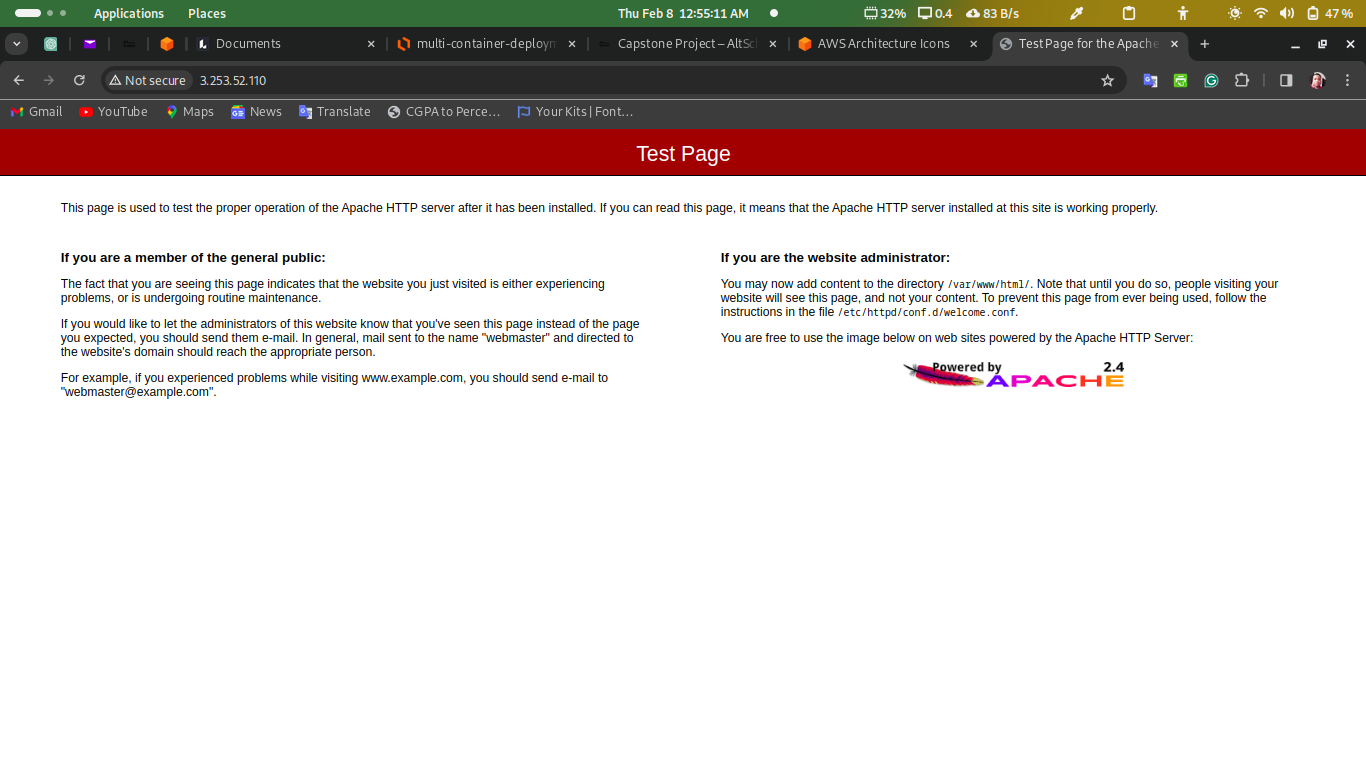 Applications Places Thu Feb 8 12:55:11 AM 32% 0.4 83 B/s 47 %
Documents multi-container-deploym Capstone Project – AltSc AWS Architecture Icons Test Page for the Apache
Not secure 3.253.52.110
Gmail YouTube Maps News Translate CGPA to Perce... Your Kits | Font...
Test Page
This page is used to test the proper operation of the Apache HTTP server after it has been installed. If you can read this page, it means that the Apache HTTP server installed at this site is working properly.
If you are a member of the general public:
The fact that you are seeing this page indicates that the website you just visited is either experiencing
problems, or is undergoing routine maintenance.
If you would like to let the administrators of this website know that you've seen this page instead of the page
you expected, you should send them e-mail. In general, mail sent to the name "webmaster" and directed to
the website's domain should reach the appropriate person.
For example, if you experienced problems while visiting www.example.com, you should send e-mail to
"webmaster@example.com".
If you are the website administrator:
You may now add content to the directory /var/www/html/. Note that until you do so, people visiting your
website will see this page, and not your content. To prevent this page from ever being used, follow the
instructions in the file /etc/httpd/conf.d/welcome.conf.
You are free to use the image below on web sites powered by the Apache HTTP Server:
Powered by 2.4
APACHE